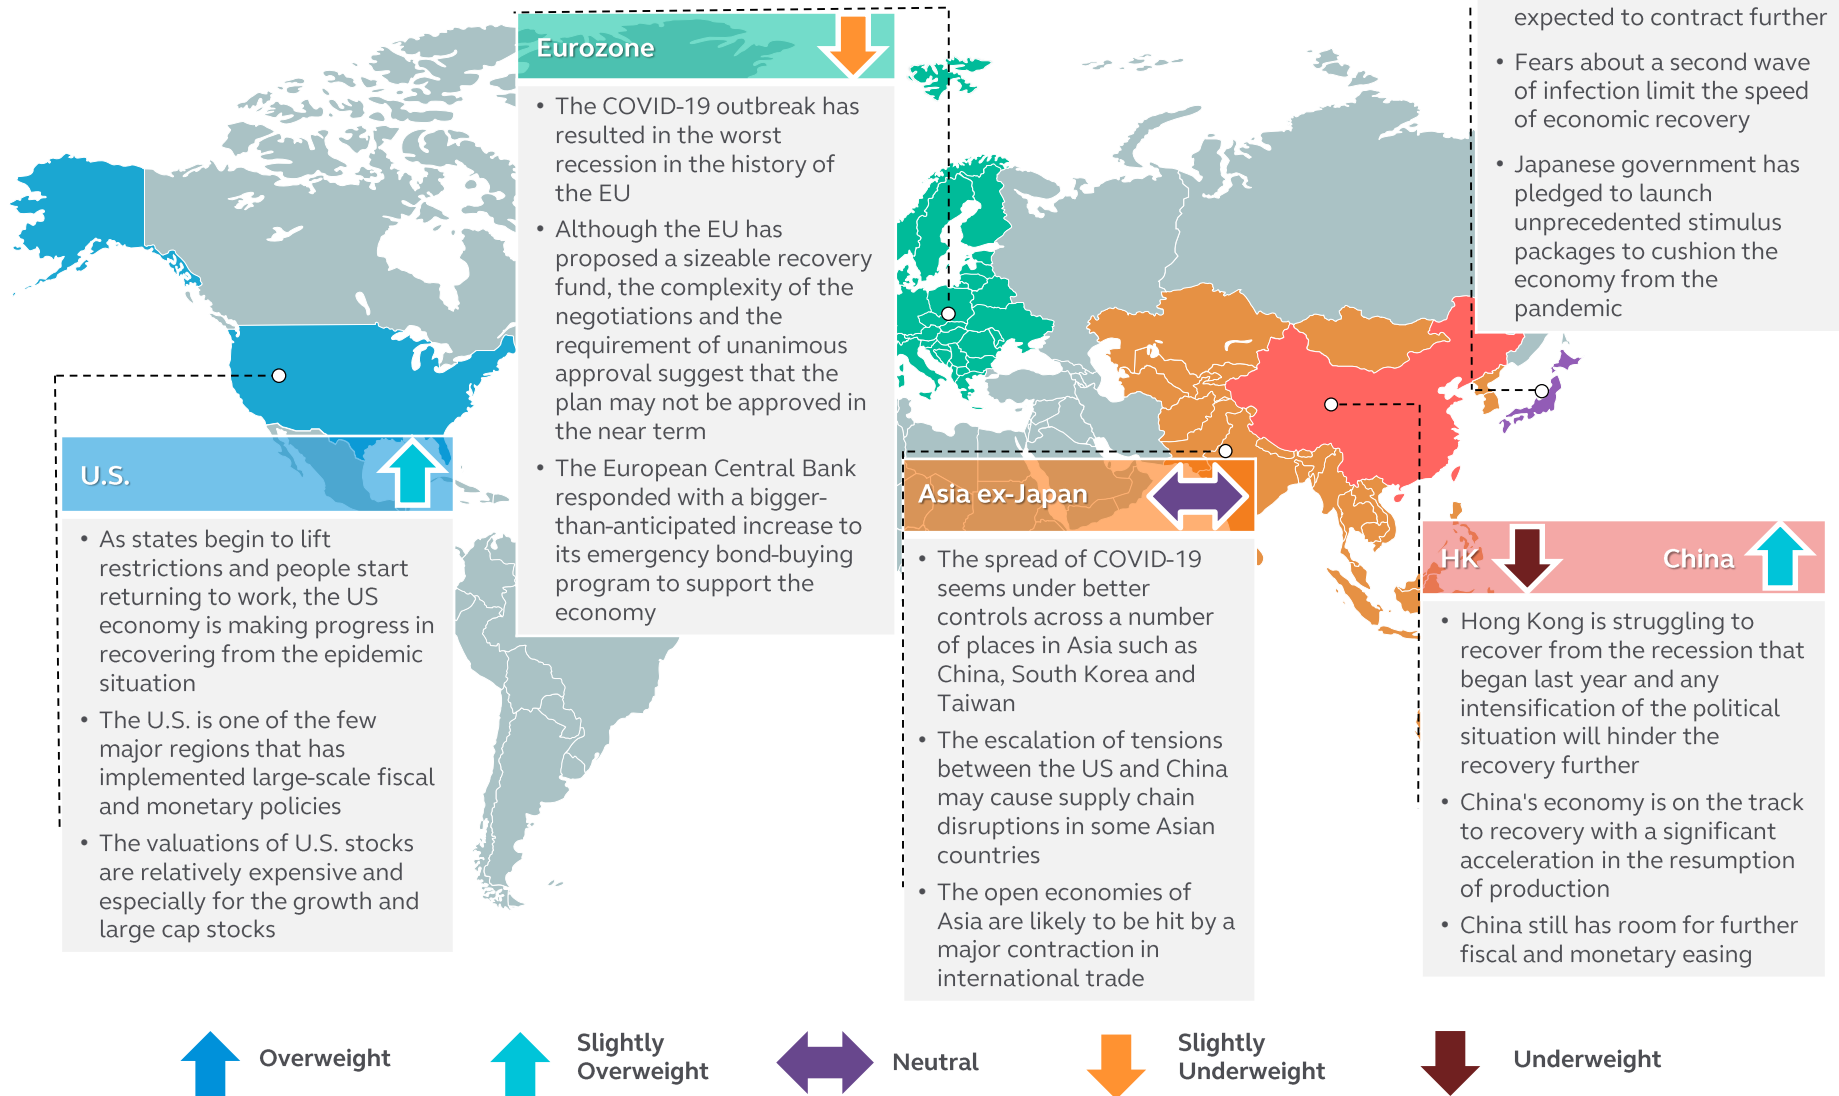 Eurozone
• The COVID-19 outbreak has
resulted in the worst
recession in the history of
the EU
• Although the EU has
proposed a sizeable recovery
fund, the complexity of the
negotiations and the
requirement of unanimous
approval suggest that the
plan may not be approved in
the near term
• The European Central Bank
responded with a bigger-
than-anticipated increase to
its emergency bond-buying
program to support the
economy
expected to contract further
• Fears about a second wave
of infection limit the speed
of economic recovery
• Japanese government has
pledged to launch
unprecedented stimulus
packages to cushion the
economy from the
pandemic
U.S.
• As states begin to lift
restrictions and people start
returning to work, the US
economy is making progress in
recovering from the epidemic
situation
• The U.S. is one of the few
major regions that has
implemented large-scale fiscal
and monetary policies
• The valuations of U.S. stocks
are relatively expensive and
especially for the growth and
large cap stocks
Asia ex-Japan
• The spread of COVID-19
seems under better
controls across a number
of places in Asia such as
China, South Korea and
Taiwan
• The escalation of tensions
between the US and China
may cause supply chain
disruptions in some Asian
countries
• The open economies of
Asia are likely to be hit by a
major contraction in
international trade
HK China
• Hong Kong is struggling to
recover from the recession that
began last year and any
intensification of the political
situation will hinder the
recovery further
• China's economy is on the track
to recovery with a significant
acceleration in the resumption
of production
• China still has room for further
fiscal and monetary easing
Overweight
Slightly
Overweight
Neutral
Slightly
Underweight
Underweight